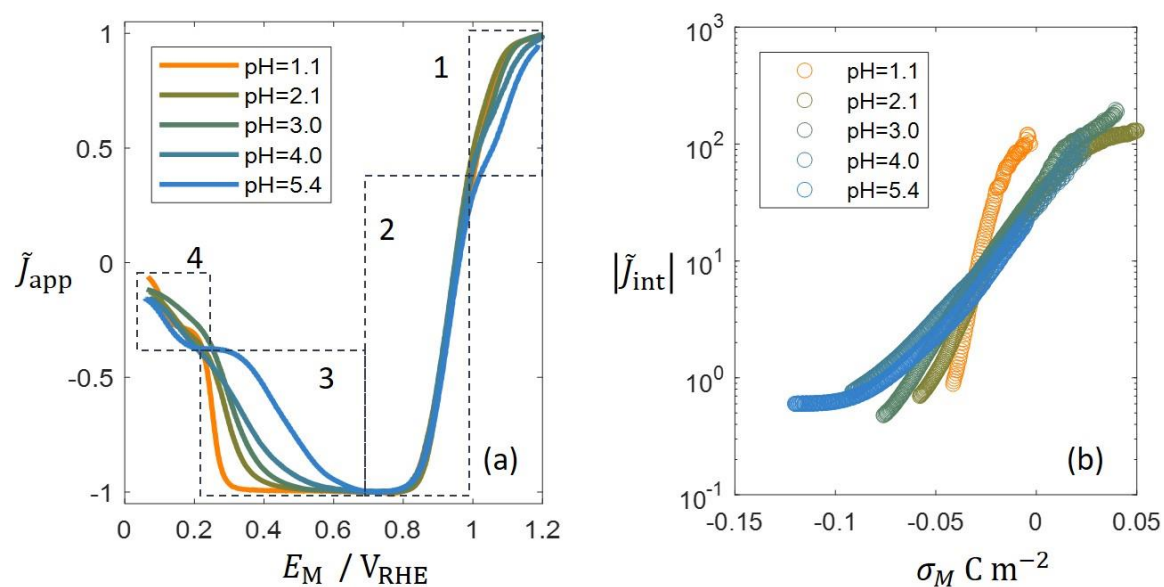 pH=1.1
pH=2.1
pH=3.0
pH=4.0
pH=5.4
1
2
3
4
(a)
1
0.5
0
-0.5
-1
J̃app
0 0.2 0.4 0.6 0.8 1 1.2
EM / VRHE
pH=1.1
pH=2.1
pH=3.0
pH=4.0
pH=5.4
(b)
10³
10²
10¹
10⁰
10⁻¹
|J̃int|
-0.15 -0.1 -0.05 0 0.05
σM C m⁻²